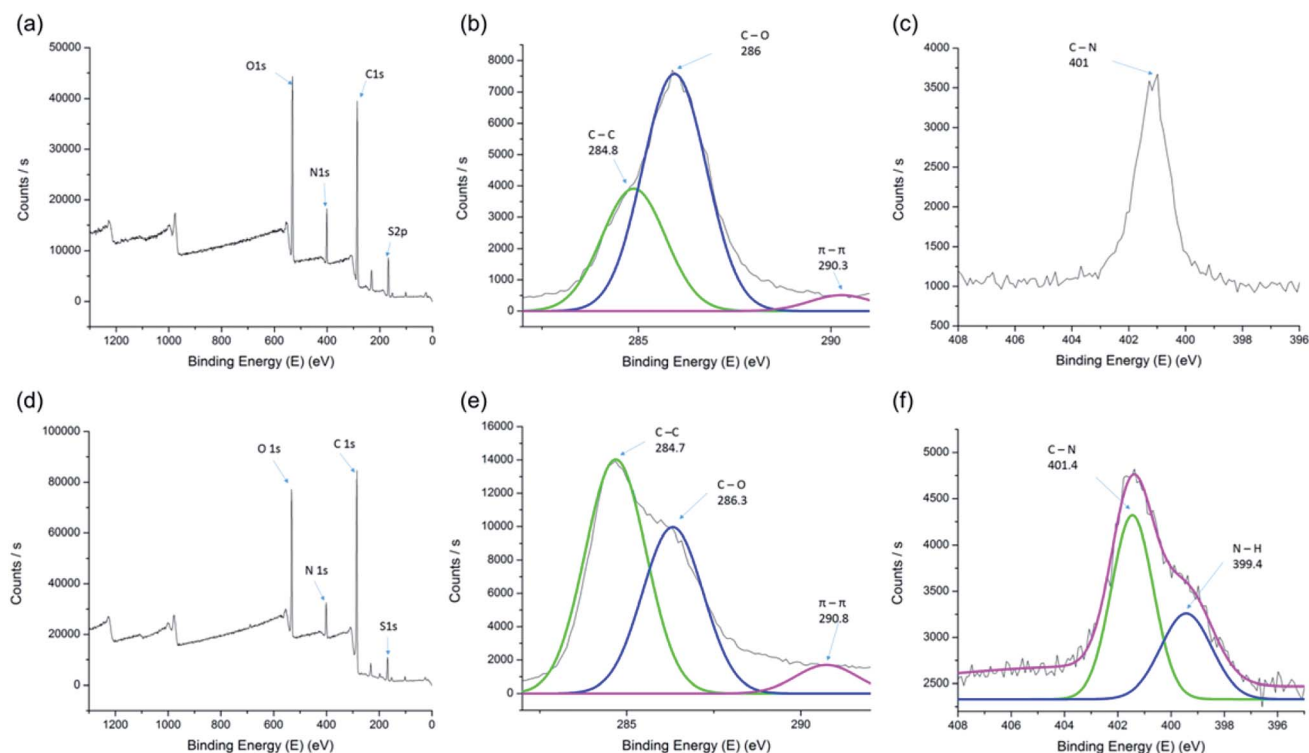 (a)
50000
40000
30000
20000
10000
0
Counts / s
O1s
C1s
N1s
S2p
1200 1000 800 600 400 200 0
Binding Energy (E) (eV)
(b)
8000
7000
6000
5000
4000
3000
2000
1000
0
Counts / s
C – O
286
C – C
284.8
π – π
290.3
285 290
Binding Energy (E) (eV)
(c)
4000
3500
3000
2500
2000
1500
1000
500
Counts / s
C – N
401
408 406 404 402 400 398 396
Binding Energy (E) (eV)
(d)
100000
80000
60000
40000
20000
0
Counts / s
O 1s
C 1s
N 1s
S1s
1200 1000 800 600 400 200 0
Binding Energy (E) (eV)
(e)
16000
14000
12000
10000
8000
6000
4000
2000
0
Counts / s
C – C
284.7
C – O
286.3
π – π
290.8
285 290
Binding Energy (E) (eV)
(f)
5000
4750
4500
4250
4000
3750
3500
3250
3000
2750
2500
Counts / s
C – N
401.4
N – H
399.4
408 406 404 402 400 398 396
Binding Energy (E) (eV)